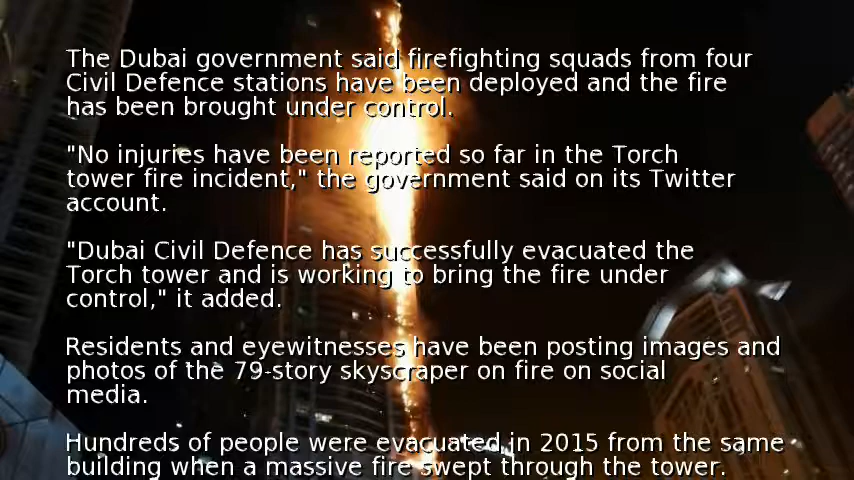 The Dubai government said firefighting squads from four
Civil Defence stations have been deployed and the fire
has been brought under control.
"No injuries have been reported so far in the Torch
tower fire incident," the government said on its Twitter
account.
"Dubai Civil Defence has successfully evacuated the
Torch tower and is working to bring the fire under
control," it added.
Residents and eyewitnesses have been posting images and
photos of the 79-story skyscraper on fire on social
media.
Hundreds of people were evacuated in 2015 from the same
building when a massive fire swept through the tower.